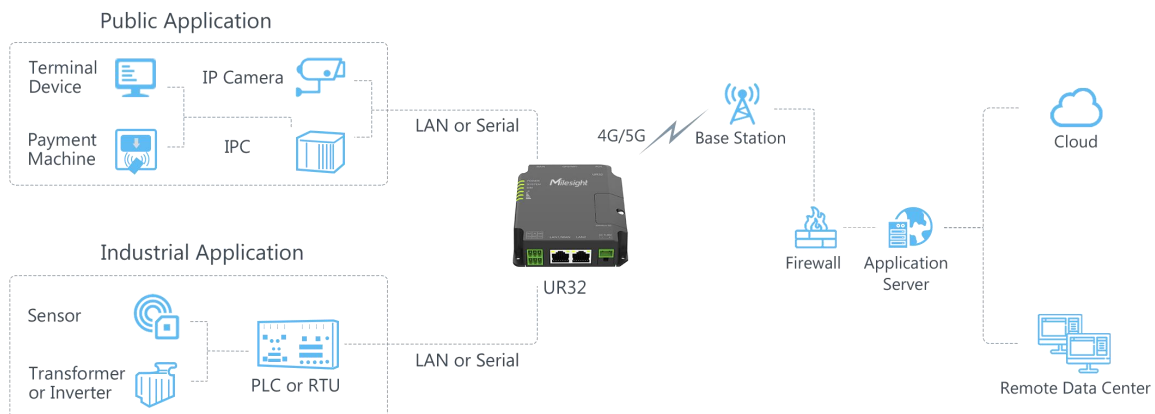 Public Application
Terminal
Device
IP Camera
Payment
Machine
IPC
LAN or Serial
4G/5G
Base Station
Cloud
Milesight
UR32
Firewall
Application
Server
Industrial Application
Sensor
Transformer
or Inverter
PLC or RTU
LAN or Serial
Remote Data Center